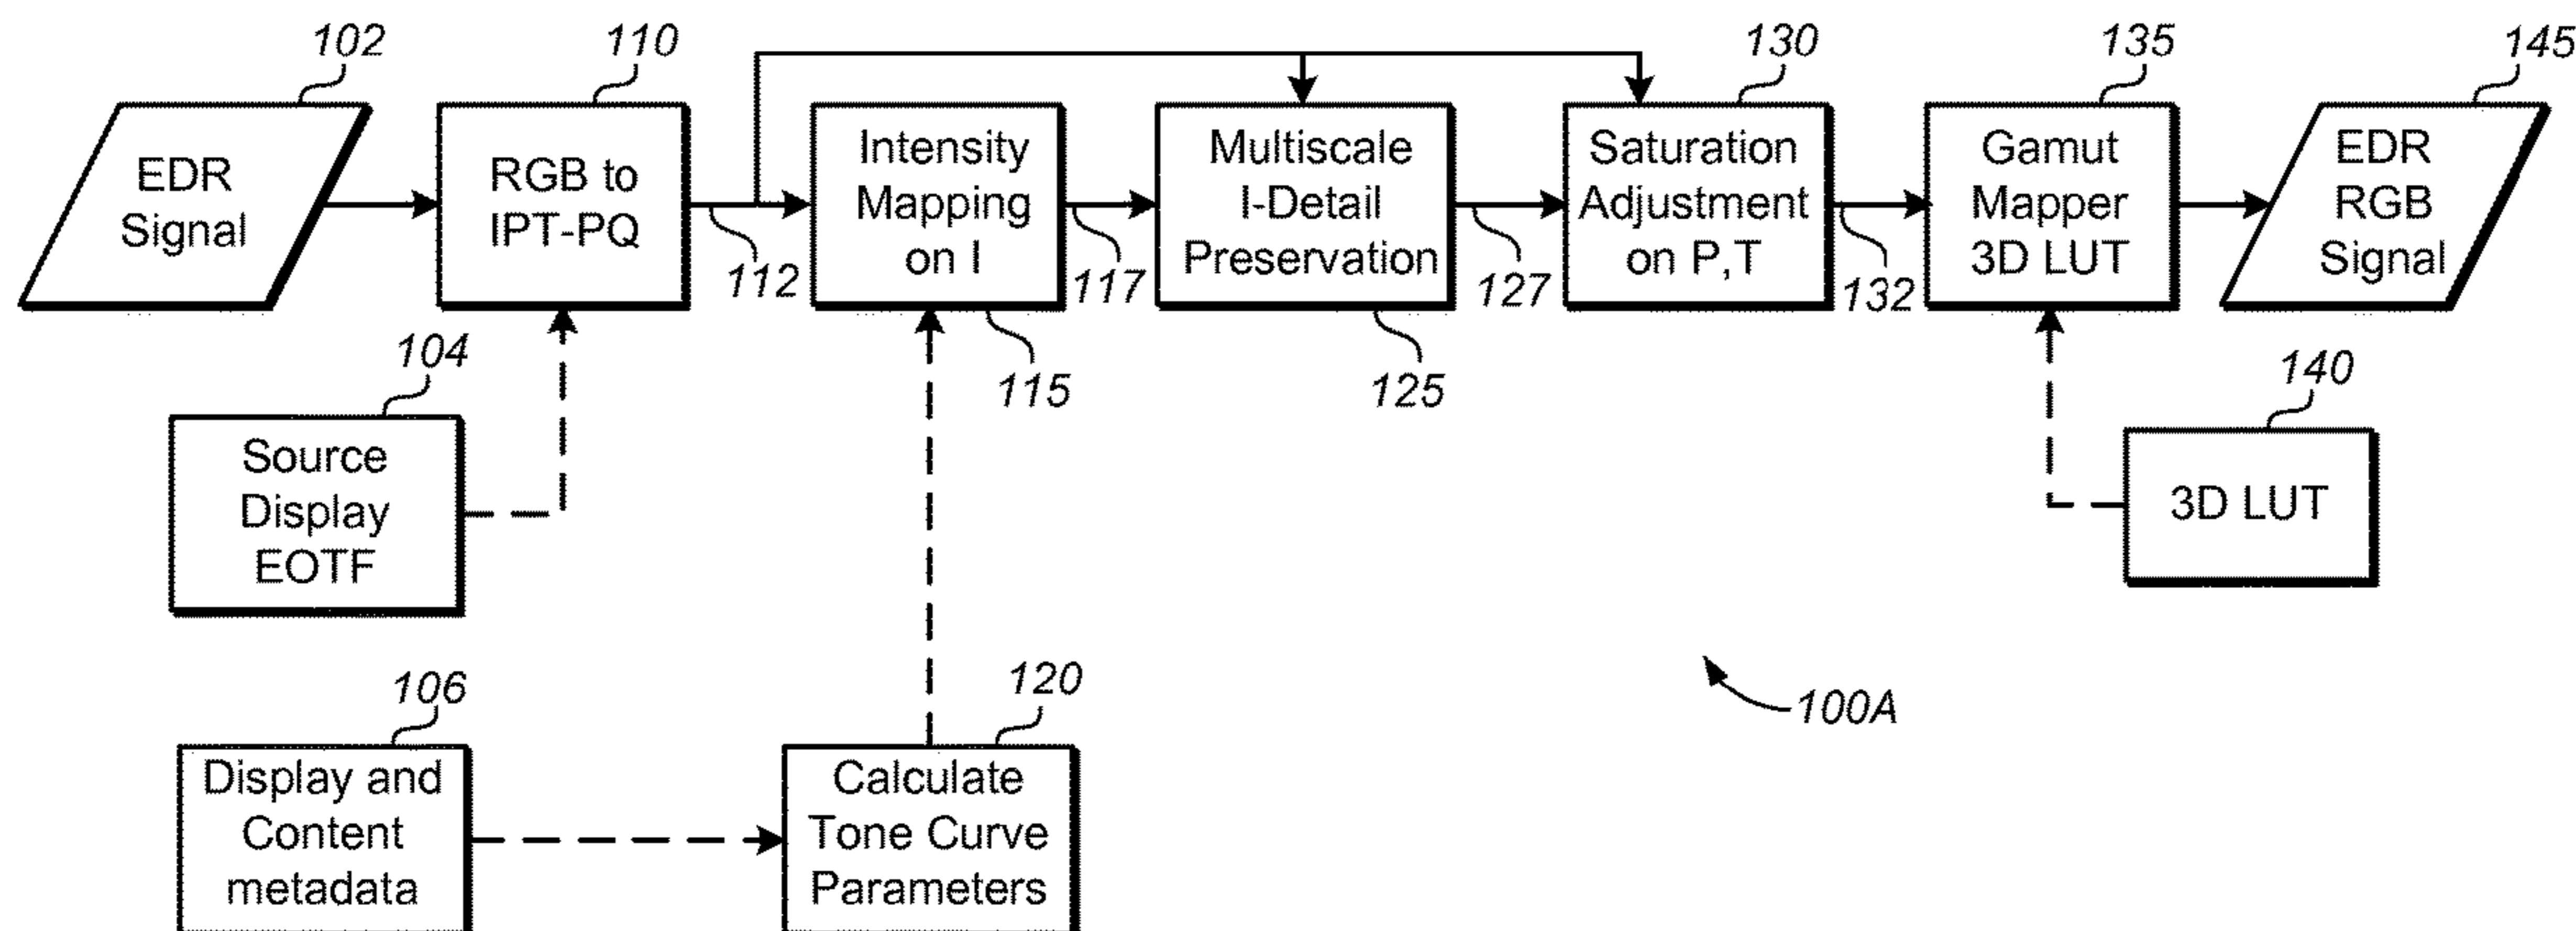 102
110
130
135
145
EDR
Signal
RGB to
IPT-PQ
Intensity
Mapping
on I
Multiscale
I-Detail
Preservation
Saturation
Adjustment
on P,T
Gamut
Mapper
3D LUT
EDR
RGB
Signal
112
117
127
132
104
115
125
140
Source
Display
EOTF
3D LUT
106
120
100A
Display and
Content
metadata
Calculate
Tone Curve
Parameters